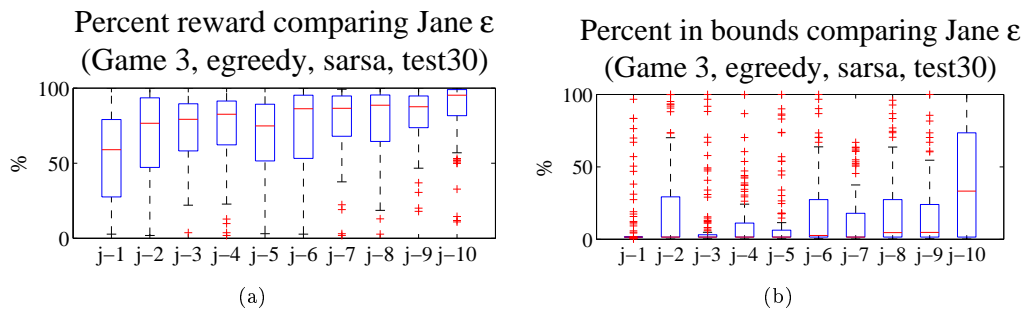 Percent reward comparing Jane ε
(Game 3, egreedy, sarsa, test30)
100
50
0
%
j−1 j−2 j−3 j−4 j−5 j−6 j−7 j−8 j−9 j−10
(a)
Percent in bounds comparing Jane ε
(Game 3, egreedy, sarsa, test30)
100
50
0
%
j−1 j−2 j−3 j−4 j−5 j−6 j−7 j−8 j−9 j−10
(b)